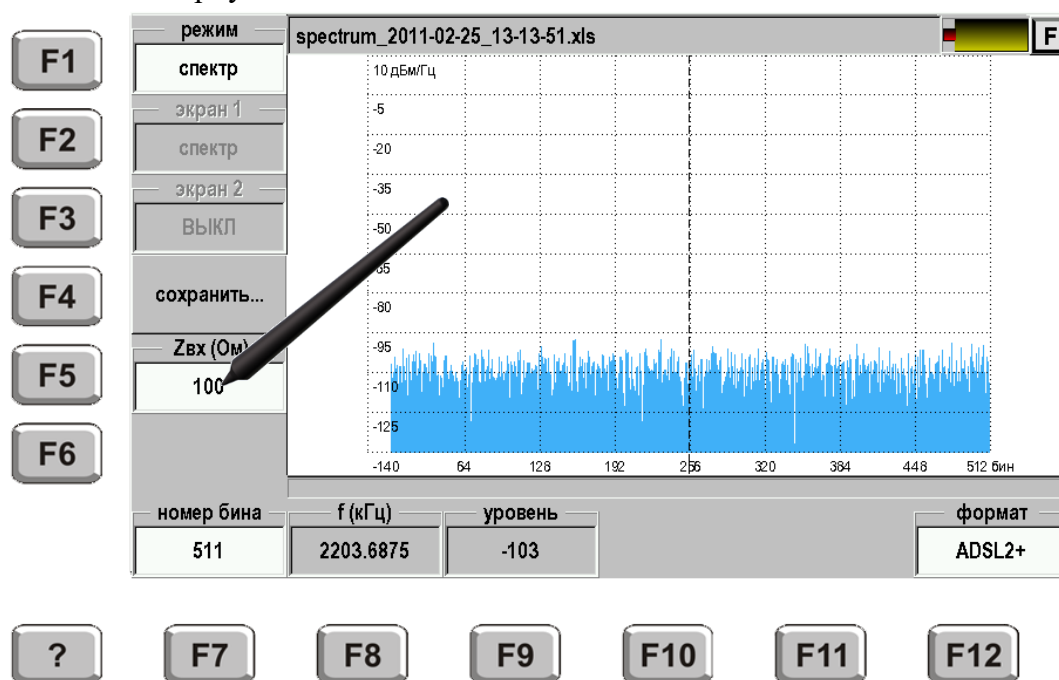 режим
spectrum_2011-02-25_13-13-51.xls
F
F1
спектр
экран 1
F2
спектр
экран 2
F3
ВЫКЛ
F4
сохранить...
Zвх (Ом)
F5
100
F6
10 дБм/Гц
-5
-20
-35
-50
-65
-80
-95
-110
-125
-140 64 128 192 256 320 384 448 512 бин
номер бина f (кГц) уровень формат
511 2203.6875 -103 ADSL2+
? F7 F8 F9 F10 F11 F12